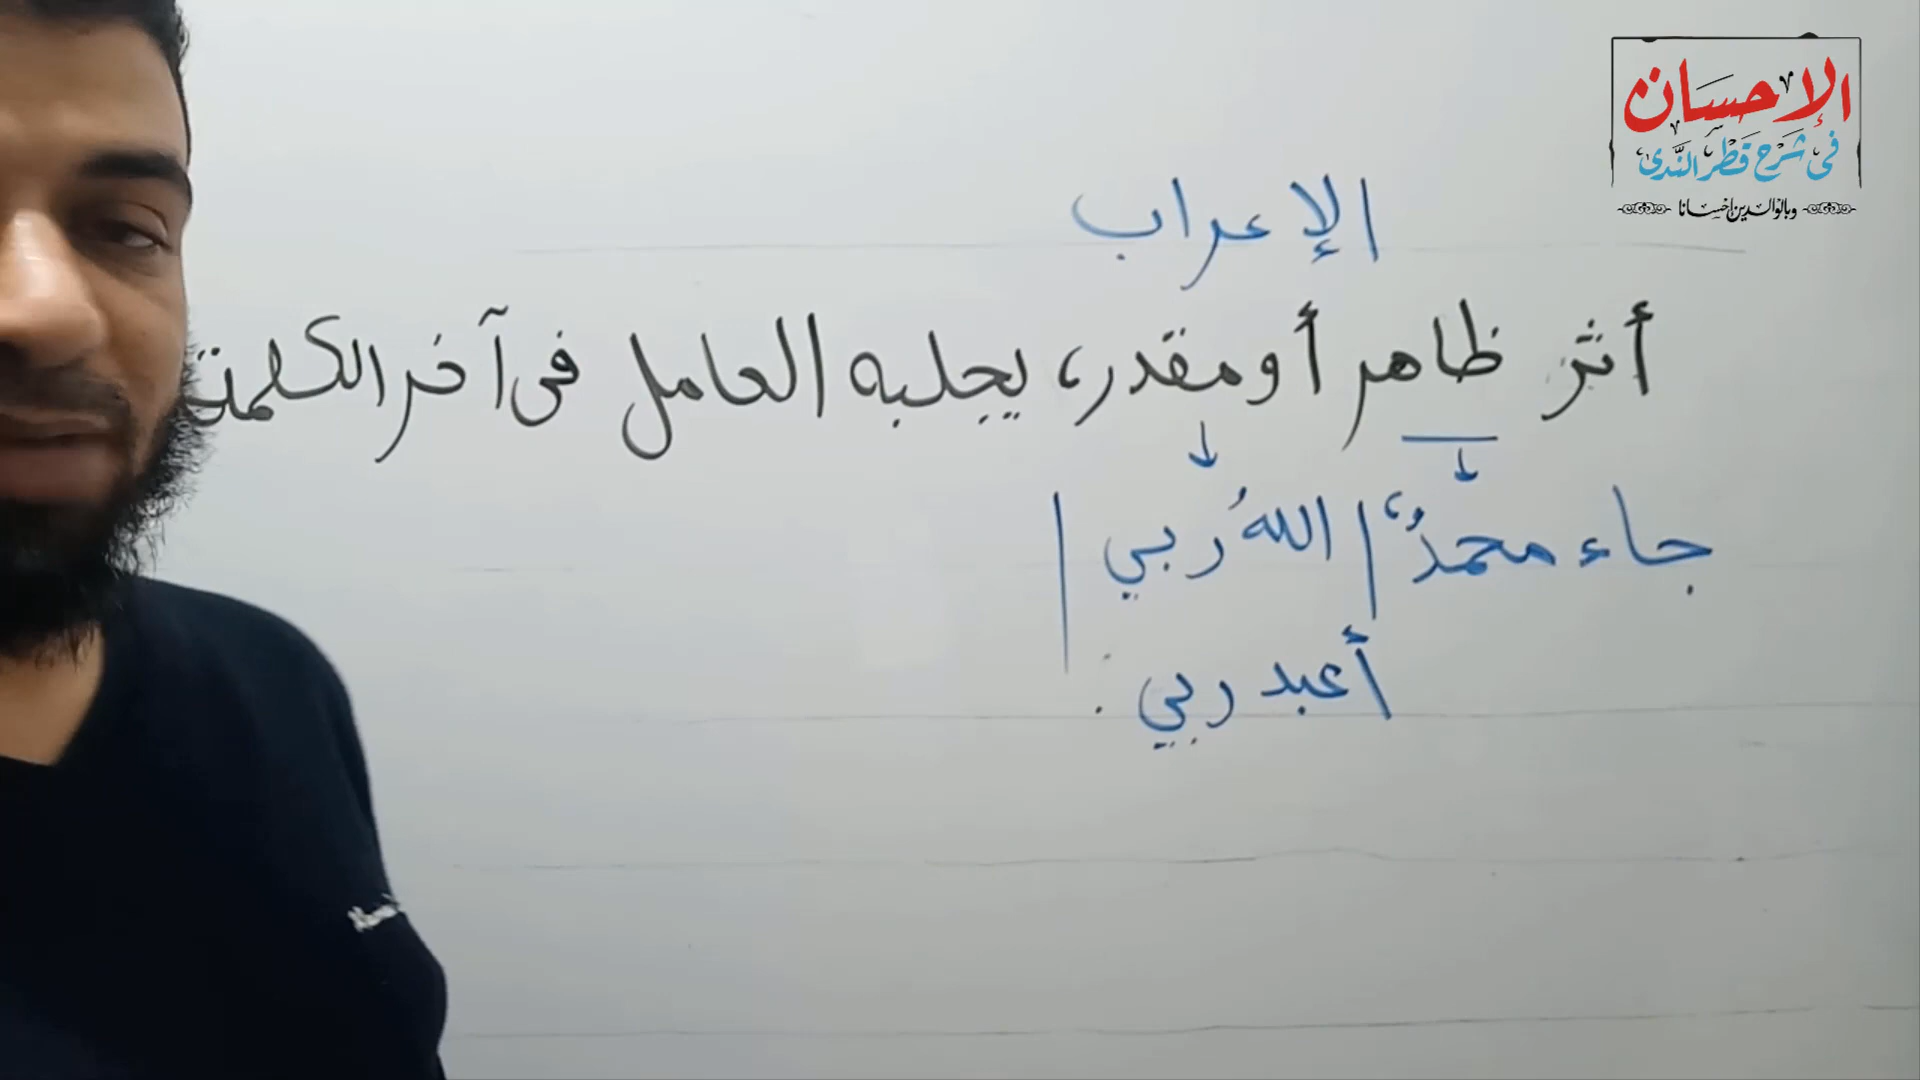 الإحسان
في شرح قطر الندى
وبالوالدين إحسانا
الإعراب
أثر ظاهر أو مقدر، يجلبه العامل في آخر الكلمة
جاء محمدٌ، | اللهُ ربي |
أعبد ربي